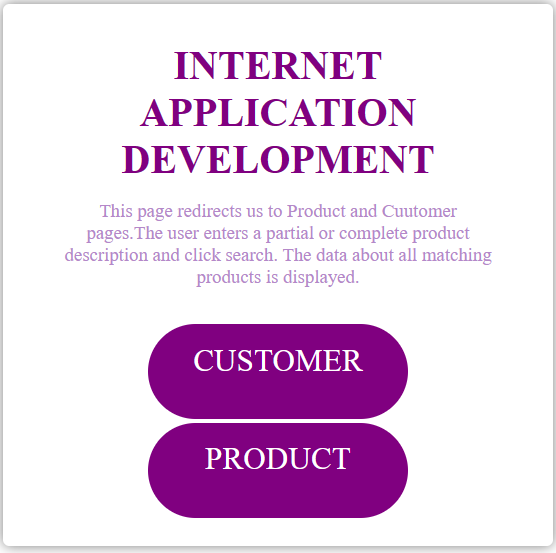 INTERNET
APPLICATION
DEVELOPMENT
This page redirects us to Product and Cuutomer
pages.The user enters a partial or complete product
description and click search. The data about all matching
products is displayed.
CUSTOMER
PRODUCT